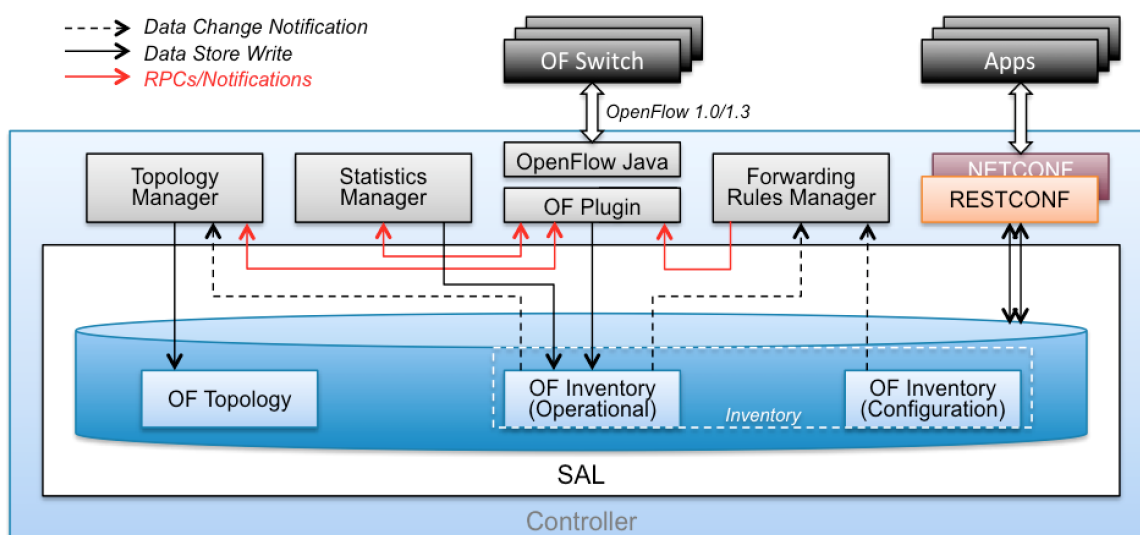 Data Change Notification
Data Store Write
RPCs/Notifications
OF Switch
Apps
OpenFlow 1.0/1.3
Topology
Manager
Statistics
Manager
OpenFlow Java
OF Plugin
Forwarding
Rules Manager
NETCONF
RESTCONF
OF Topology
OF Inventory
(Operational)
Inventory
OF Inventory
(Configuration)
SAL
Controller